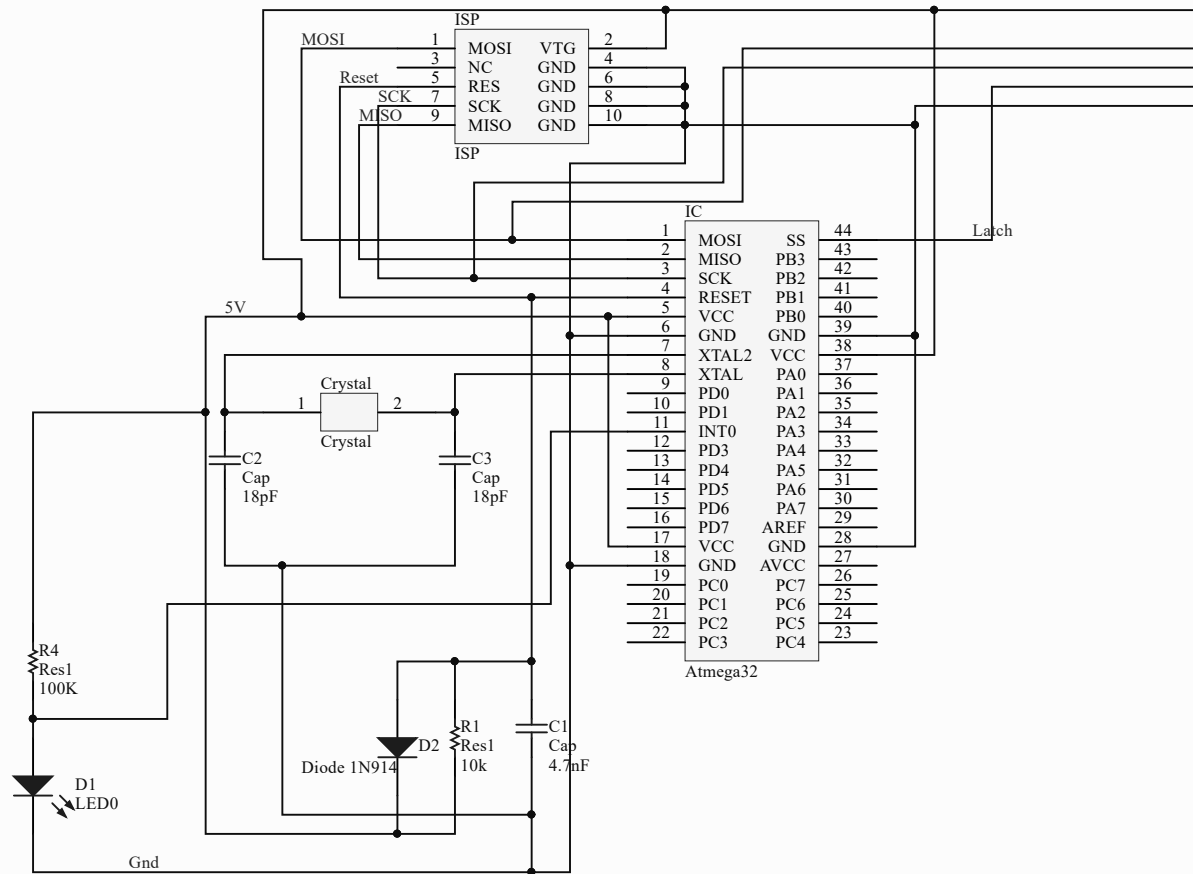 ISP
MOSI 1 MOSI VTG 2
3 NC GND 4
Reset 5 RES GND 6
SCK 7 SCK GND 8
MISO 9 MISO GND 10
ISP
IC
1 MOSI SS 44 Latch
2 MISO PB3 43
3 SCK PB2 42
4 RESET PB1 41
5V 5 VCC PB0 40
6 GND GND 39
7 XTAL2 VCC 38
8 XTAL PA0 37
9 PD0 PA1 36
10 PD1 PA2 35
11 INT0 PA3 34
12 PD3 PA4 33
13 PD4 PA5 32
14 PD5 PA6 31
15 PD6 PA7 30
16 PD7 AREF 29
17 VCC GND 28
18 GND AVCC 27
19 PC0 PC7 26
20 PC1 PC6 25
21 PC2 PC5 24
22 PC3 PC4 23
Atmega32
Crystal
1 2
Crystal
C2
Cap
18pF
C3
Cap
18pF
R4
Res1
100K
D1
LED0
D2
Diode 1N914
R1
Res1
10k
C1
Cap
4.7nF
Gnd